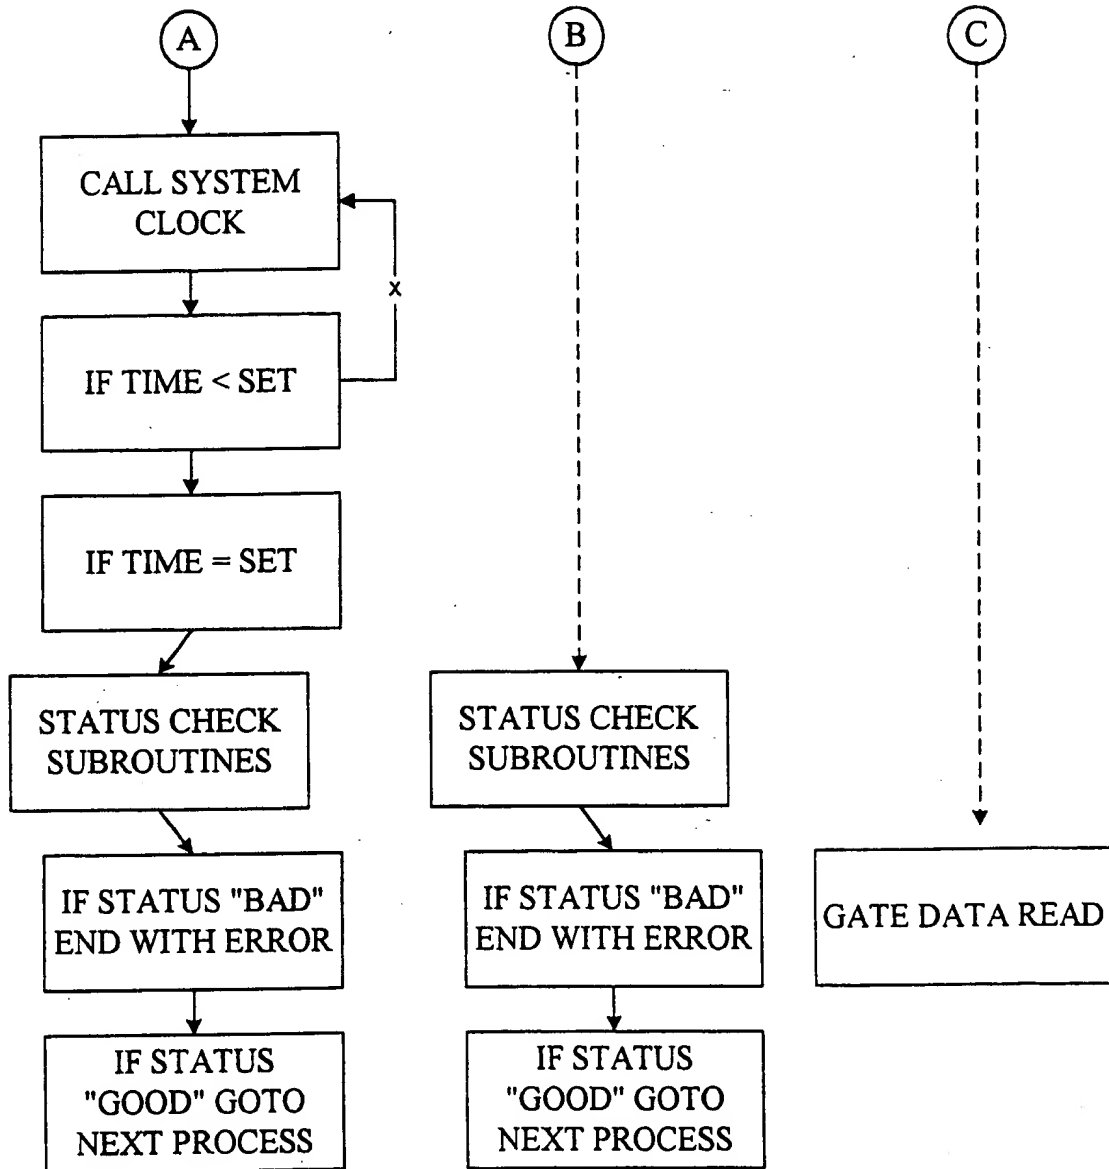 A
B
C
CALL SYSTEM
CLOCK
x
IF TIME < SET
IF TIME = SET
STATUS CHECK
SUBROUTINES
IF STATUS "BAD"
END WITH ERROR
IF STATUS
"GOOD" GOTO
NEXT PROCESS
STATUS CHECK
SUBROUTINES
IF STATUS "BAD"
END WITH ERROR
IF STATUS
"GOOD" GOTO
NEXT PROCESS
GATE DATA READ